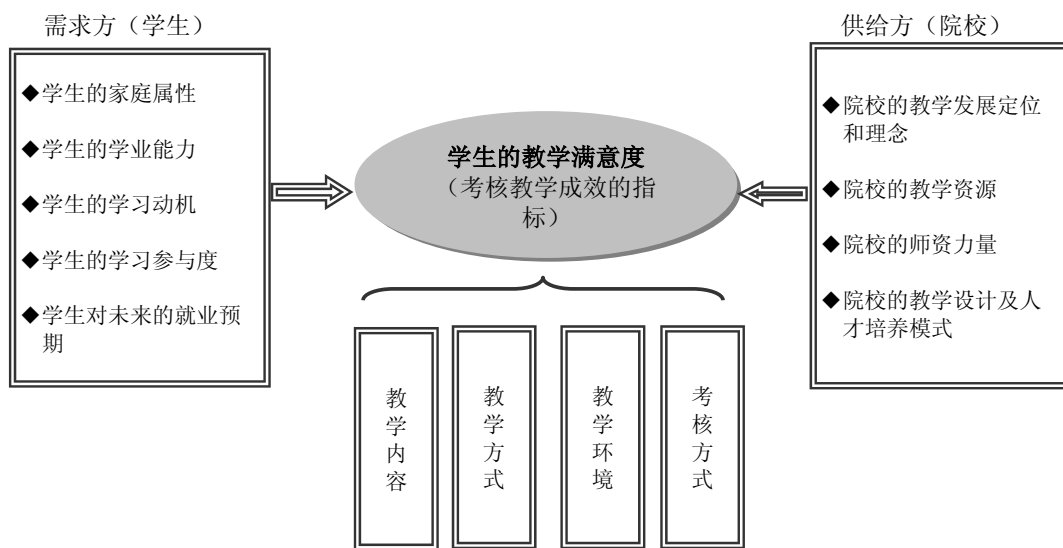 需求方（学生）
◆学生的家庭属性
◆学生的学业能力
◆学生的学习动机
◆学生的学习参与度
◆学生对未来的就业预
期
学生的教学满意度
（考核教学成效的指
标）
教学内容
教学方式
教学环境
考核方式
供给方（院校）
◆院校的教学发展定位
和理念
◆院校的教学资源
◆院校的师资力量
◆院校的教学设计及人
才培养模式